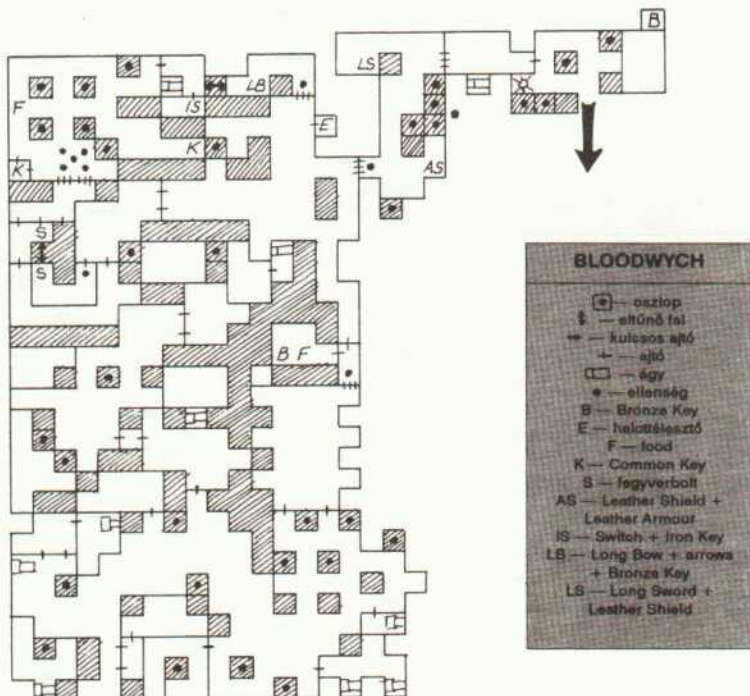 B
LS
LB
IS
F
E
K
K
AS
S
S
B F
BLOODWYCH
— oszlop
— eltűnő fal
— kulcsos ajtó
— ajtó
— ágy
— ellenség
B — Bronze Key
E — halottélesztő
F — food
K — Common Key
S — fegyverbolt
AS — Leather Shield +
Leather Armour
IS — Switch + Iron Key
LB — Long Bow + arrows
+ Bronze Key
LS — Long Sword +
Leather Shield